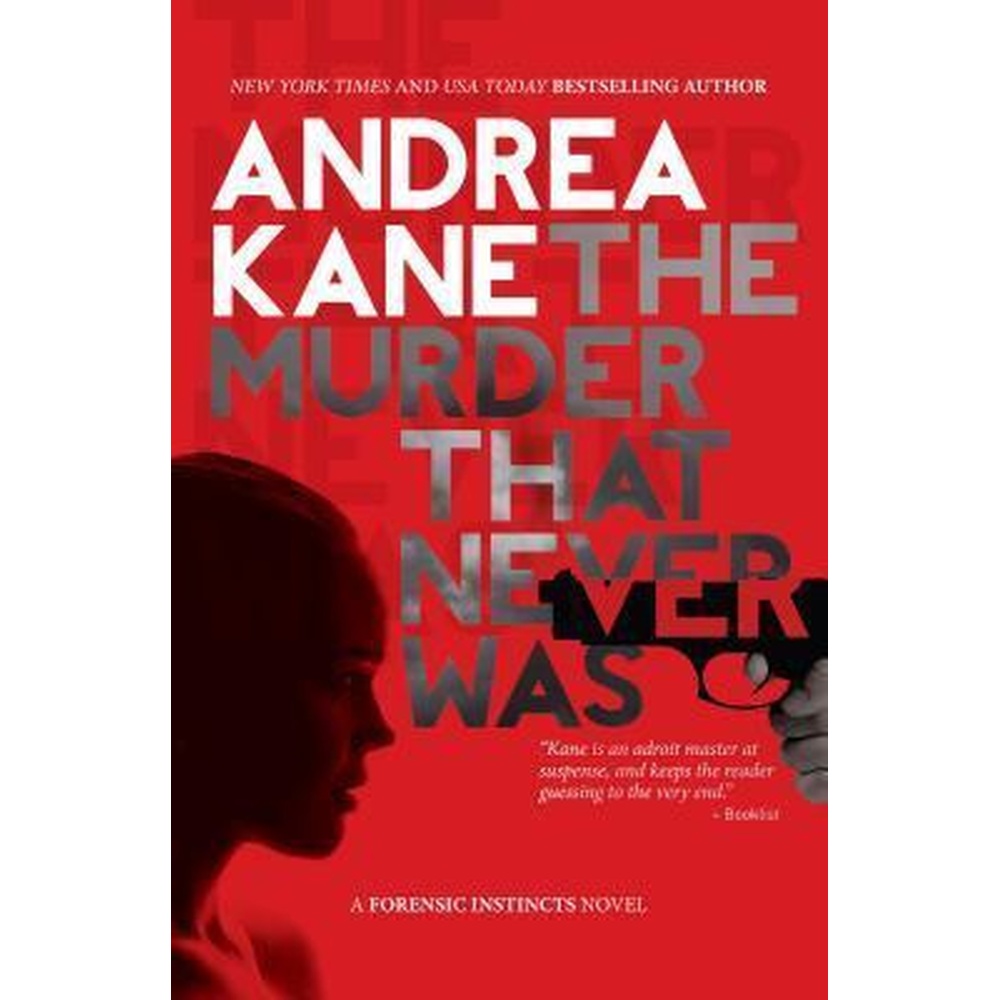 NEW YORK TIMES AND USA TODAY BESTSELLING AUTHOR
ANDREA
KANE THE
MURDER
THAT
NEVER
WAS
"Kane is an adroit master at
suspense, and keeps the reader
guessing to the very end."
- Booklist
A FORENSIC INSTINCTS NOVEL